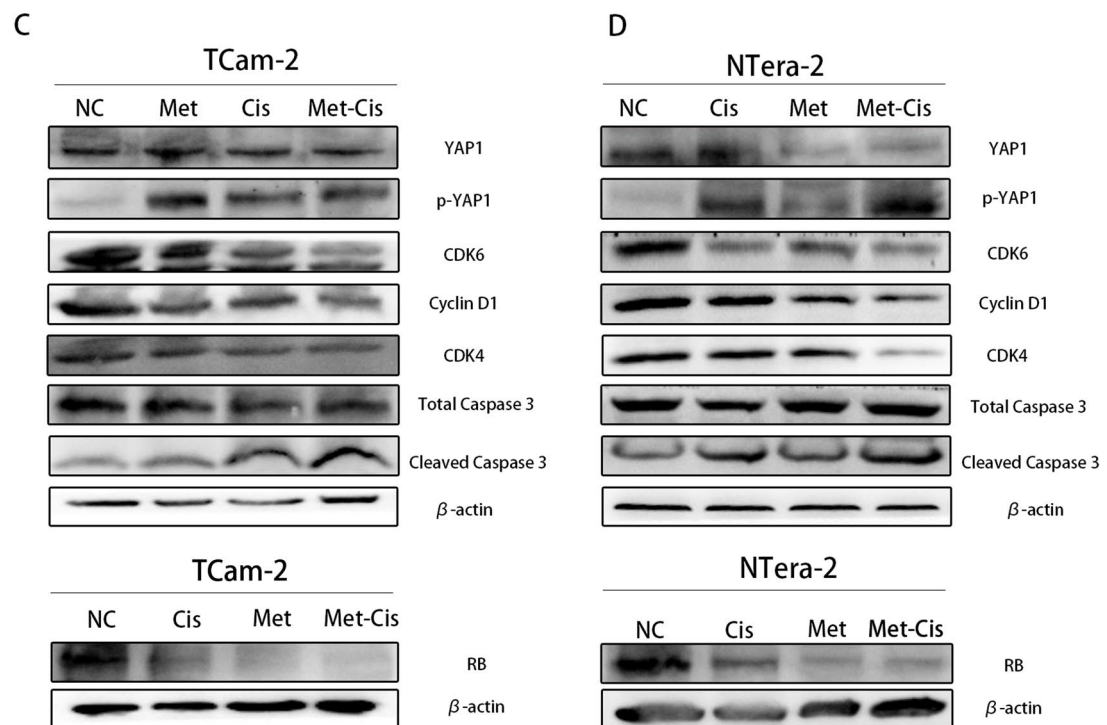 C
TCam-2
NC Met Cis Met-Cis
YAP1
p-YAP1
CDK6
Cyclin D1
CDK4
Total Caspase 3
Cleaved Caspase 3
β-actin
TCam-2
NC Cis Met Met-Cis
RB
β-actin
D
NTera-2
NC Cis Met Met-Cis
YAP1
p-YAP1
CDK6
Cyclin D1
CDK4
Total Caspase 3
Cleaved Caspase 3
β-actin
NTera-2
NC Cis Met Met-Cis
RB
β-actin